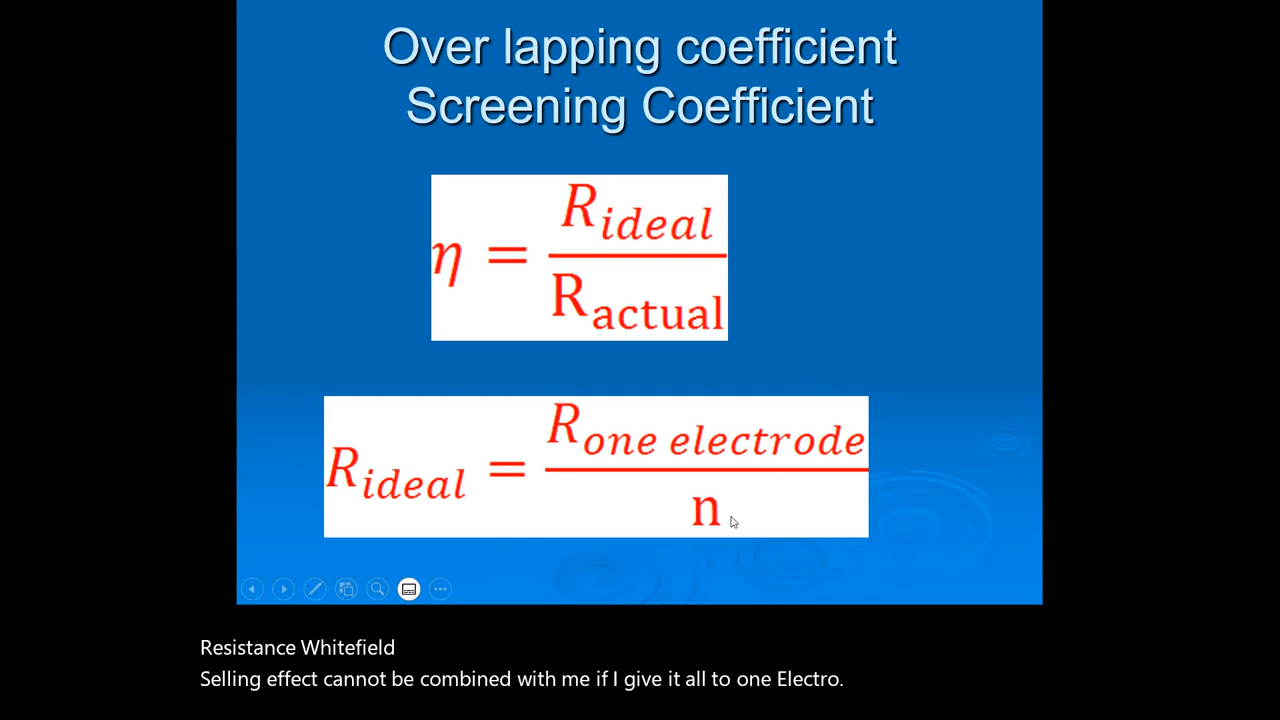 Over lapping coefficient
Screening Coefficient
η = R_ideal / R_actual
R_ideal = R_one electrode / n
Resistance Whitefield
Selling effect cannot be combined with me if I give it all to one Electro.